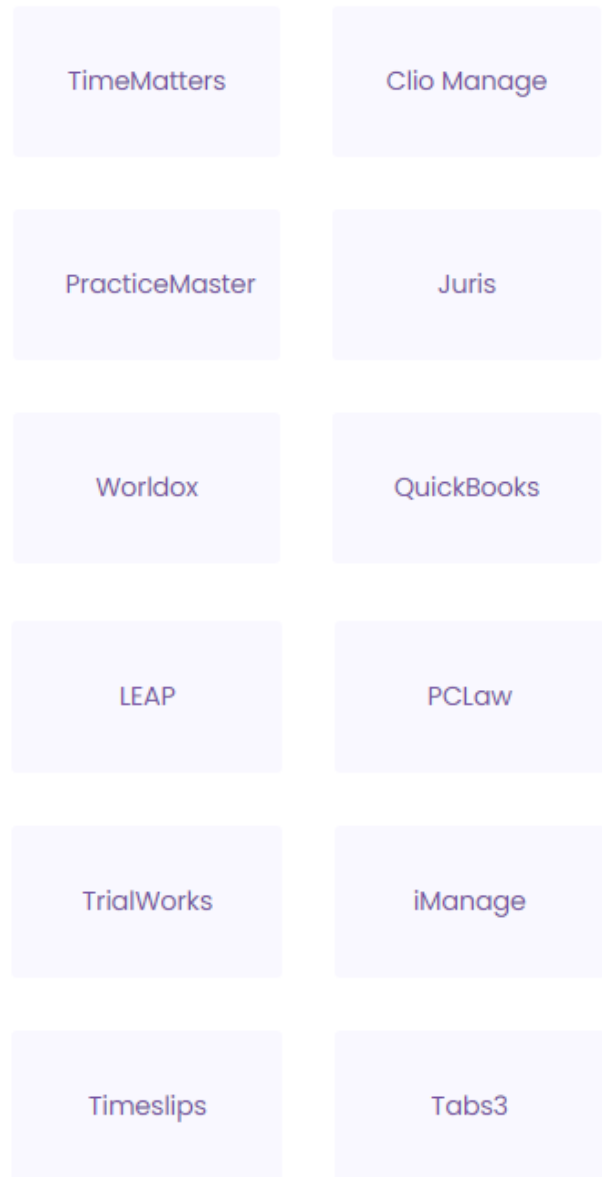 TimeMatters
Clio Manage
PracticeMaster
Juris
Worldox
QuickBooks
LEAP
PCLaw
TrialWorks
iManage
Timeslips
Tabs3